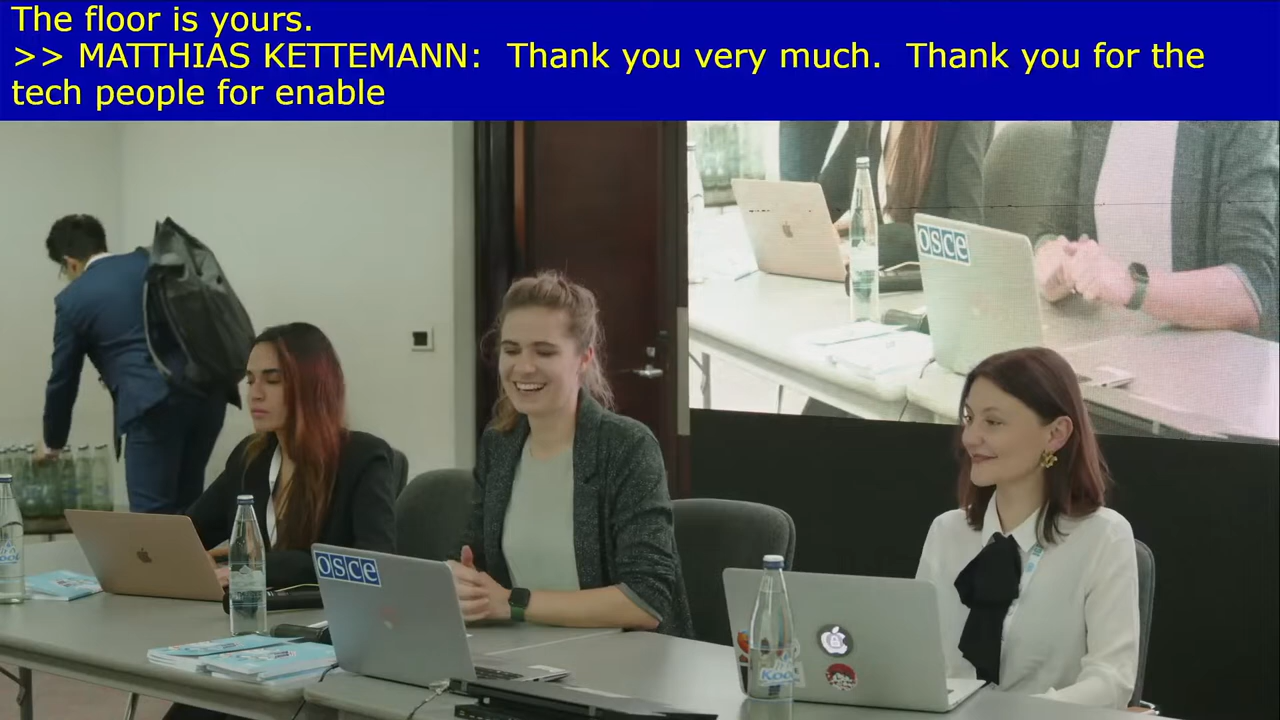 The floor is yours.
>> MATTHIAS KETTEMANN:  Thank you very much.  Thank you for the
tech people for enable
osce
osce